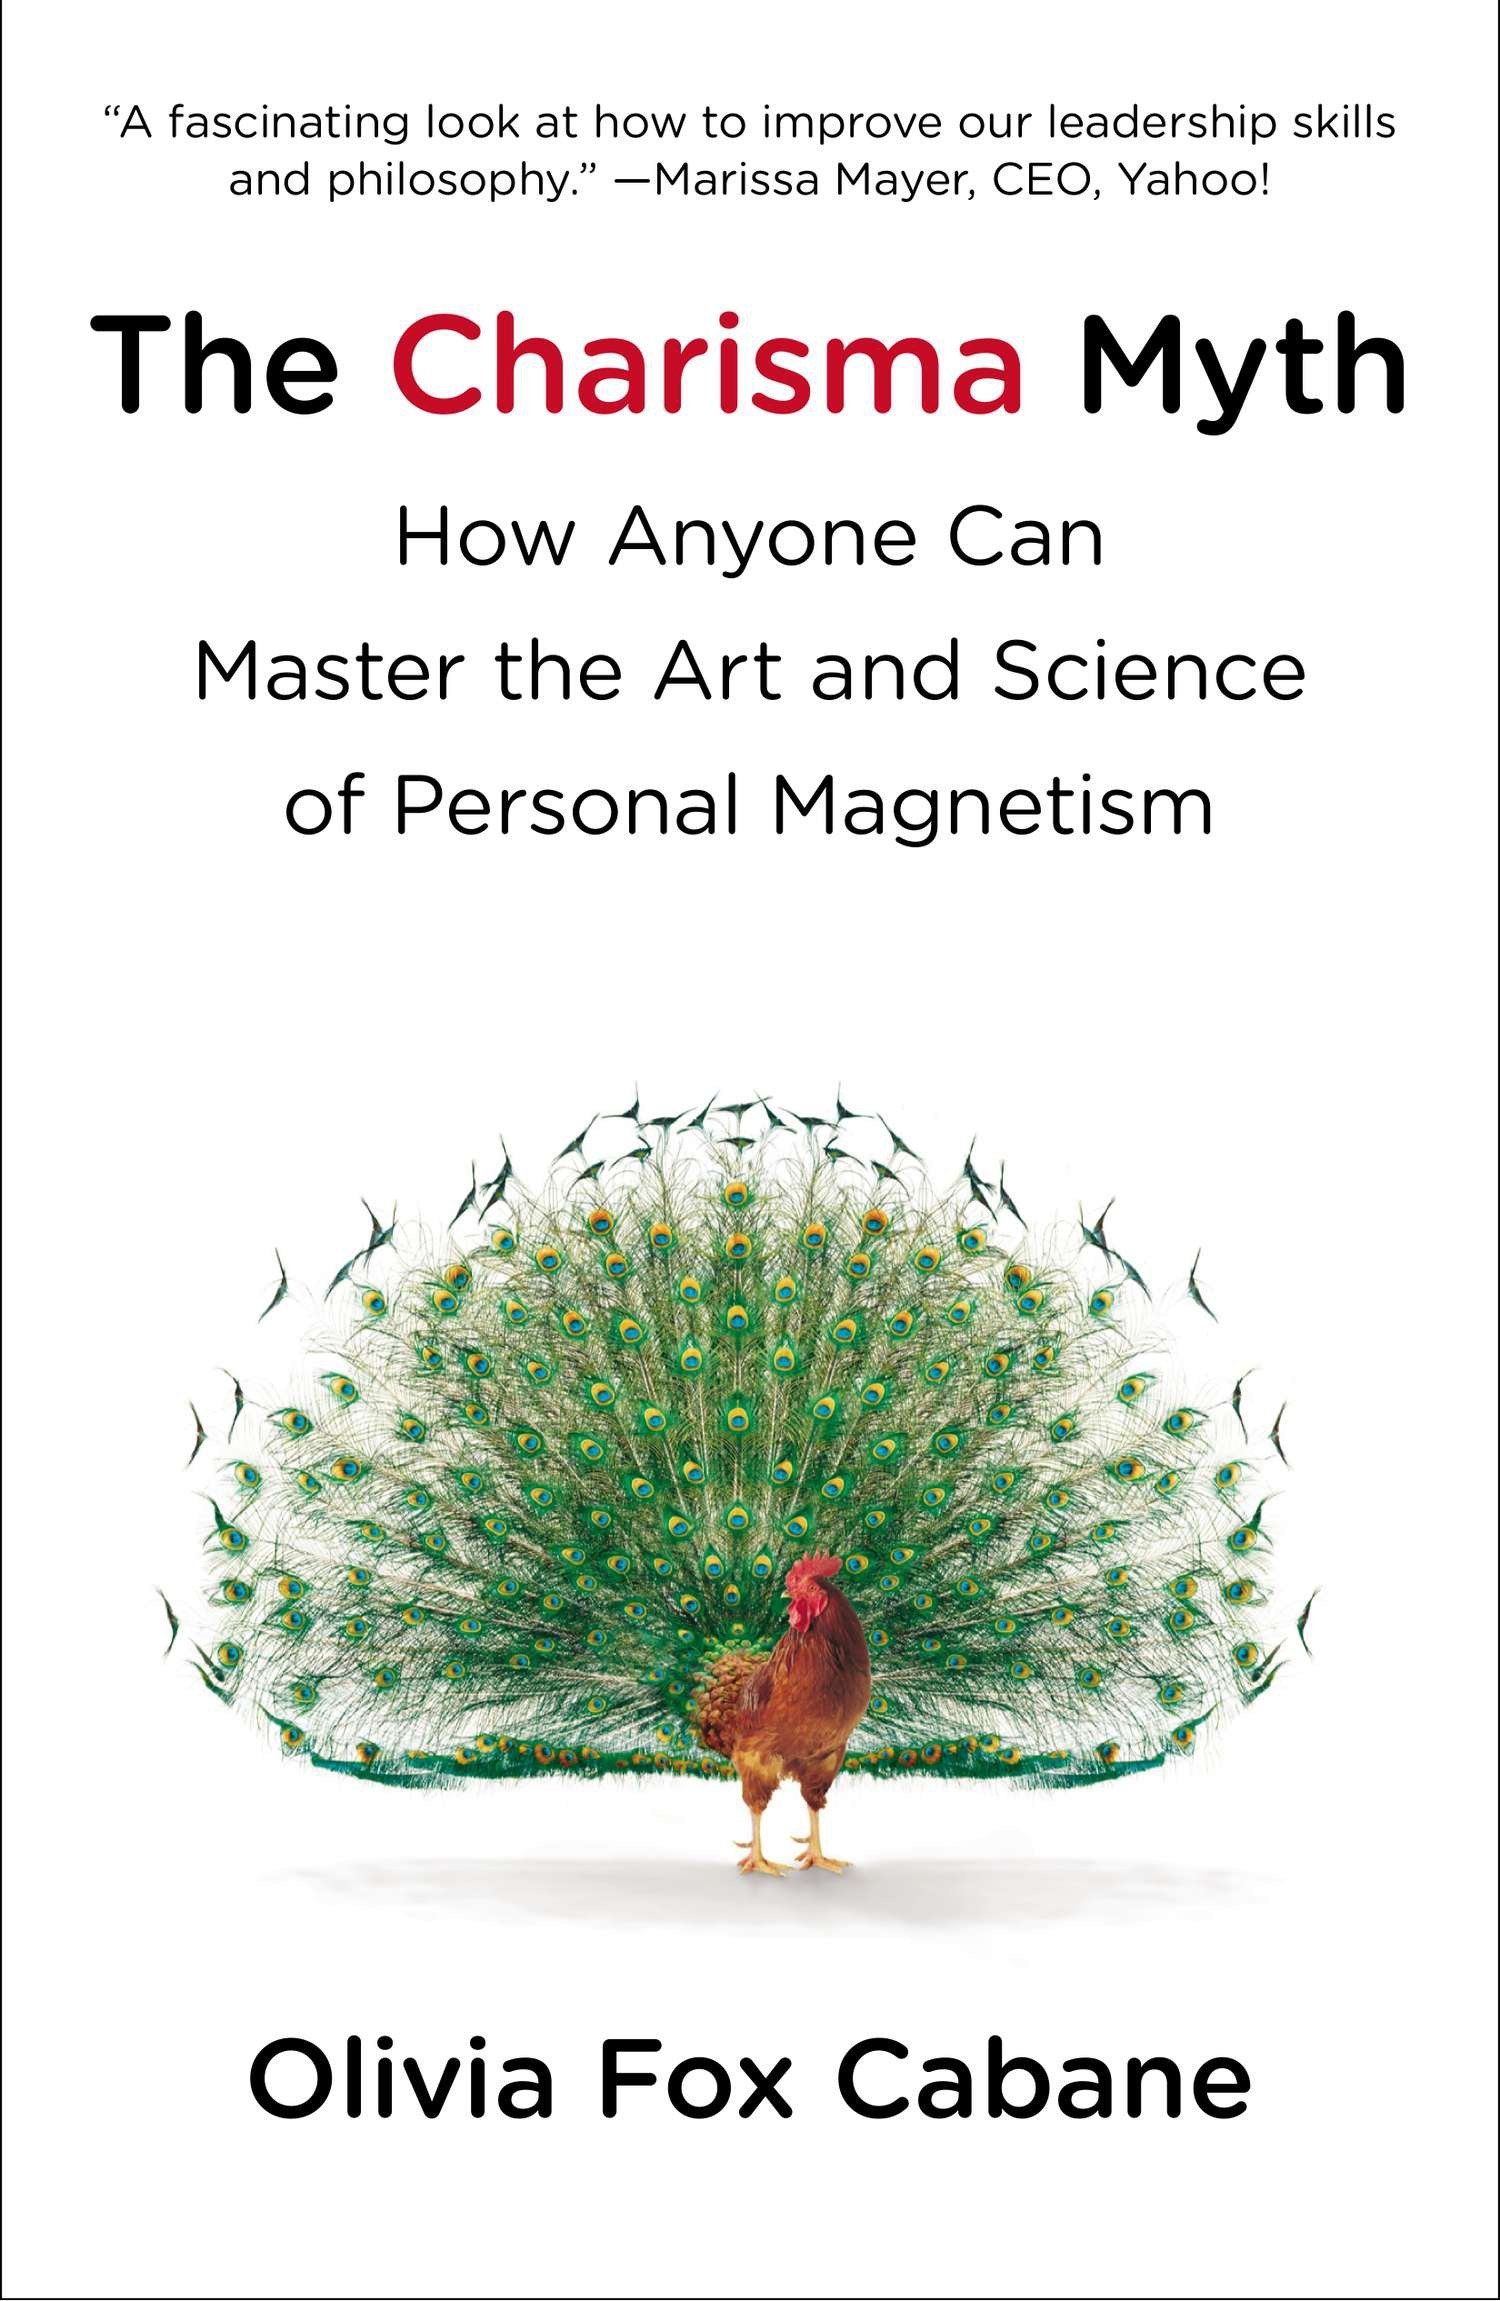 “A fascinating look at how to improve our leadership skills
and philosophy.” —Marissa Mayer, CEO, Yahoo!
The Charisma Myth
How Anyone Can
Master the Art and Science
of Personal Magnetism
Olivia Fox Cabane